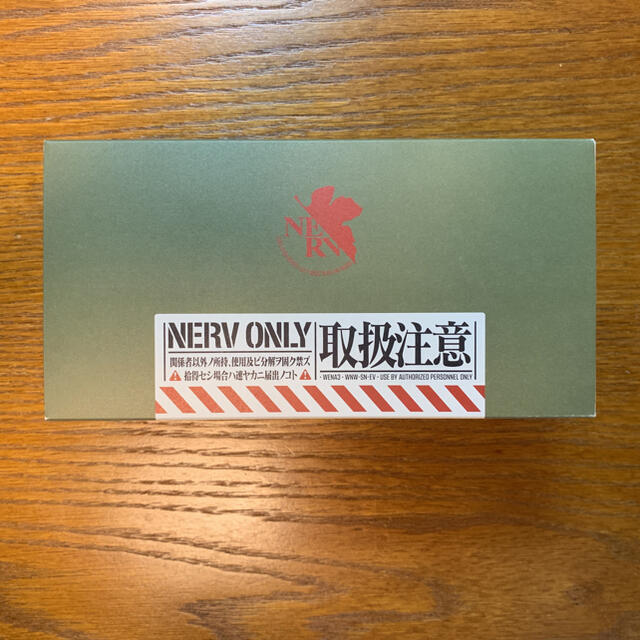 NERV
NERV ONLY
関係者以外ノ所持、使用及ビ分解ヲ固ク禁ズ
拾得セシ場合ハ速ヤカニ届出ノコト
取扱注意
・WENA3・WNW-SN-EV・USE BY AUTHORIZED PERSONNEL ONLY